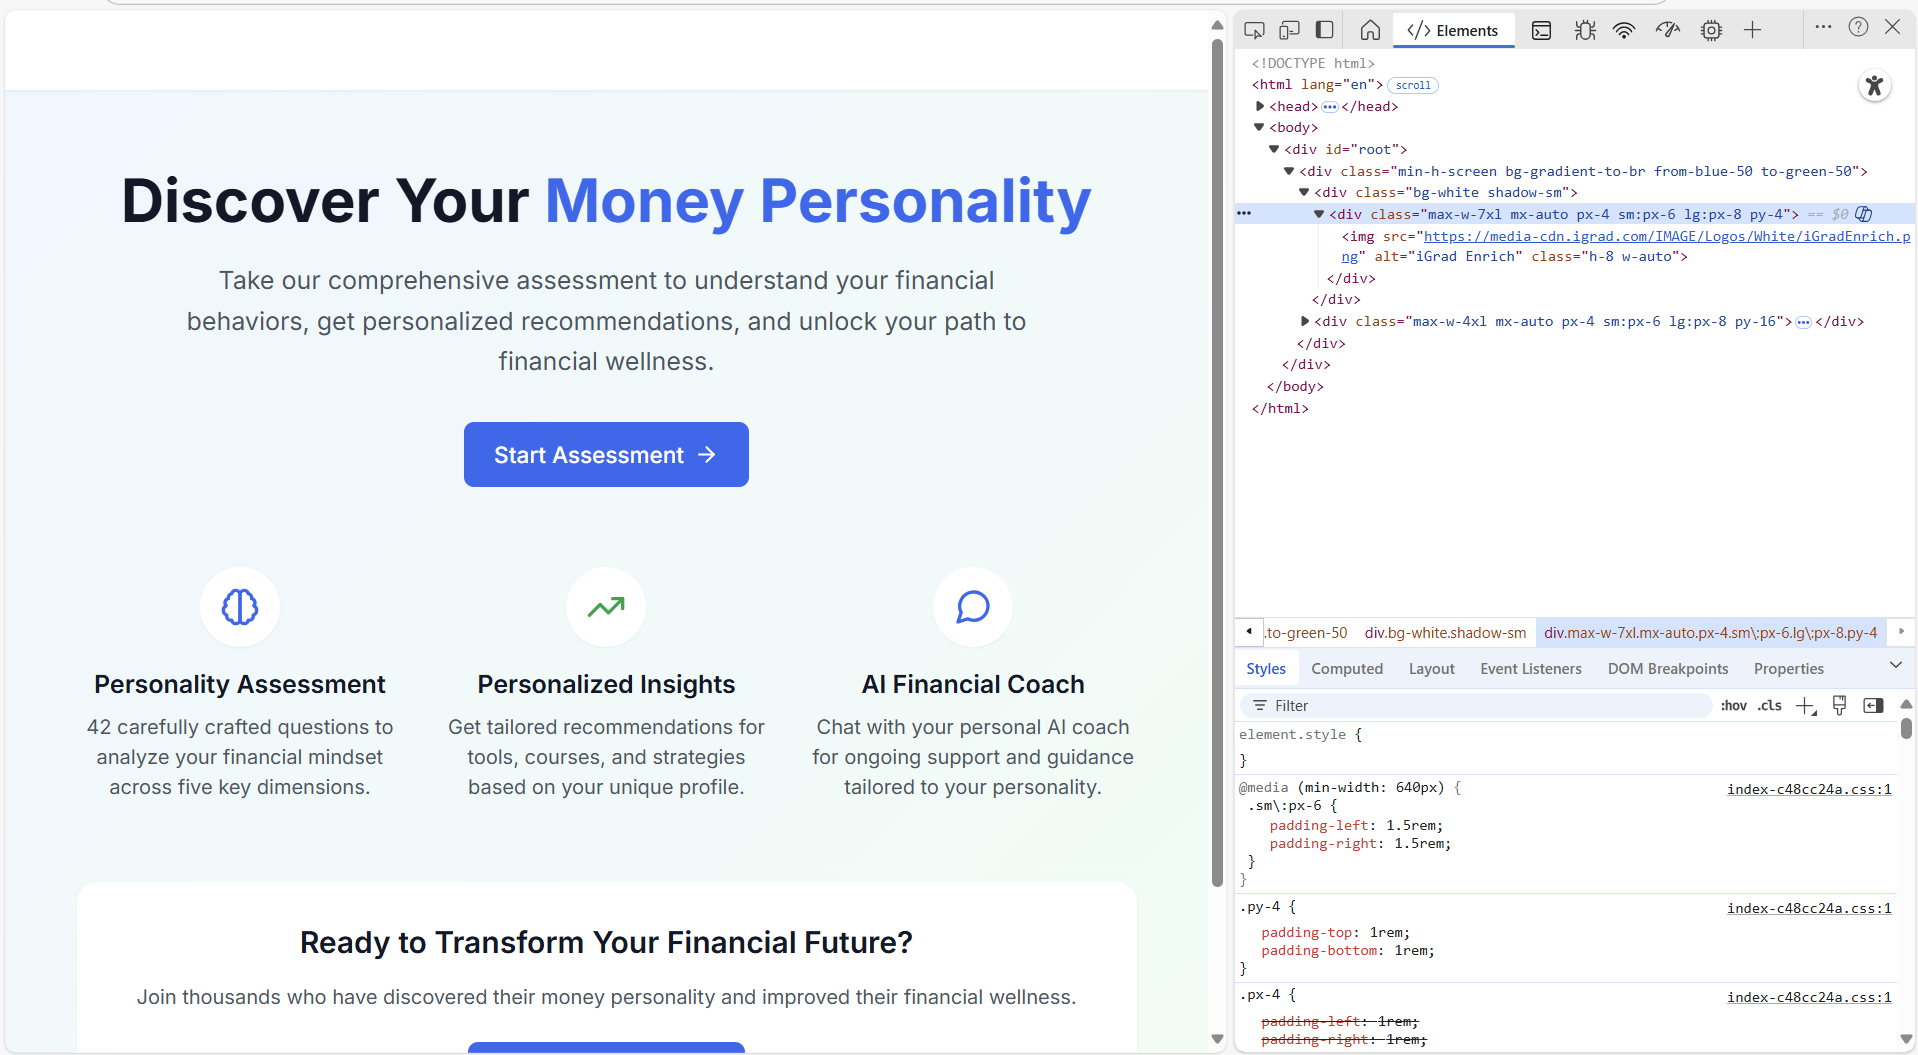 Discover Your Money Personality
Take our comprehensive assessment to understand your financial
behaviors, get personalized recommendations, and unlock your path to
financial wellness.
Start Assessment →
Personality Assessment
42 carefully crafted questions to
analyze your financial mindset
across five key dimensions.
Personalized Insights
Get tailored recommendations for
tools, courses, and strategies
based on your unique profile.
AI Financial Coach
Chat with your personal AI coach
for ongoing support and guidance
tailored to your personality.
Ready to Transform Your Financial Future?
Join thousands who have discovered their money personality and improved their financial wellness.
Elements
<!DOCTYPE html>
<html lang="en"> scroll
<head>•••</head>
<body>
<div id="root">
<div class="min-h-screen bg-gradient-to-br from-blue-50 to-green-50">
<div class="bg-white shadow-sm">
<div class="max-w-7xl mx-auto px-4 sm:px-6 lg:px-8 py-4"> == $0
<img src="https://media-cdn.igrad.com/IMAGE/Logos/White/iGradEnrich.p
ng" alt="iGrad Enrich" class="h-8 w-auto">
</div>
</div>
<div class="max-w-4xl mx-auto px-4 sm:px-6 lg:px-8 py-16">•••</div>
</div>
</div>
</body>
</html>
.to-green-50 div.bg-white.shadow-sm div.max-w-7xl.mx-auto.px-4.sm\:px-6.lg\:px-8.py-4
Styles Computed Layout Event Listeners DOM Breakpoints Properties
Filter :hov .cls
element.style {
}
@media (min-width: 640px) { index-c48cc24a.css:1
.sm\:px-6 {
padding-left: 1.5rem;
padding-right: 1.5rem;
}
}
.py-4 { index-c48cc24a.css:1
padding-top: 1rem;
padding-bottom: 1rem;
}
.px-4 { index-c48cc24a.css:1
padding-left: 1rem;
padding-right: 1rem;